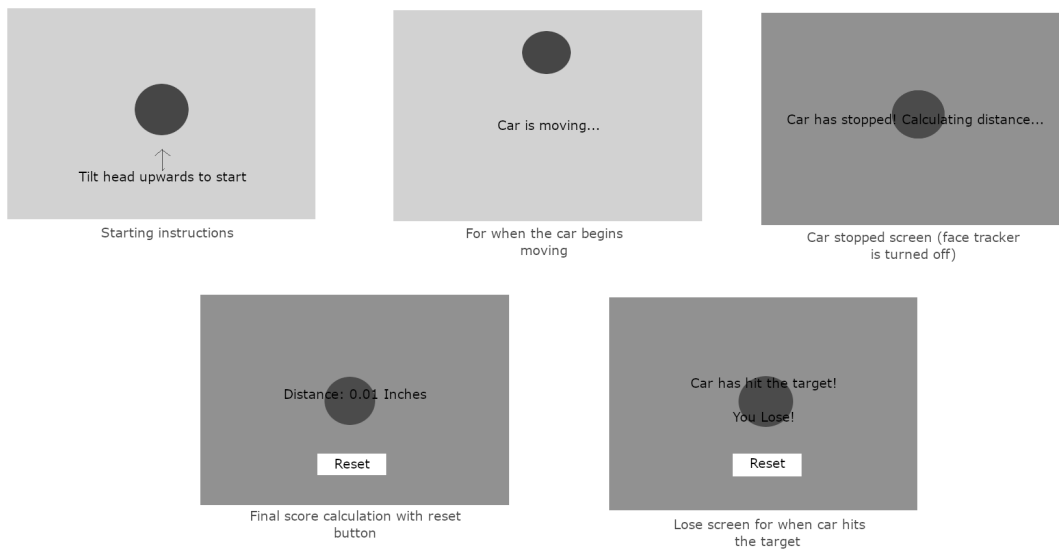 Tilt head upwards to start
Starting instructions
Car is moving...
For when the car begins
moving
Car has stopped! Calculating distance...
Car stopped screen (face tracker
is turned off)
Distance: 0.01 Inches
Reset
Final score calculation with reset
button
Car has hit the target!
You Lose!
Reset
Lose screen for when car hits
the target